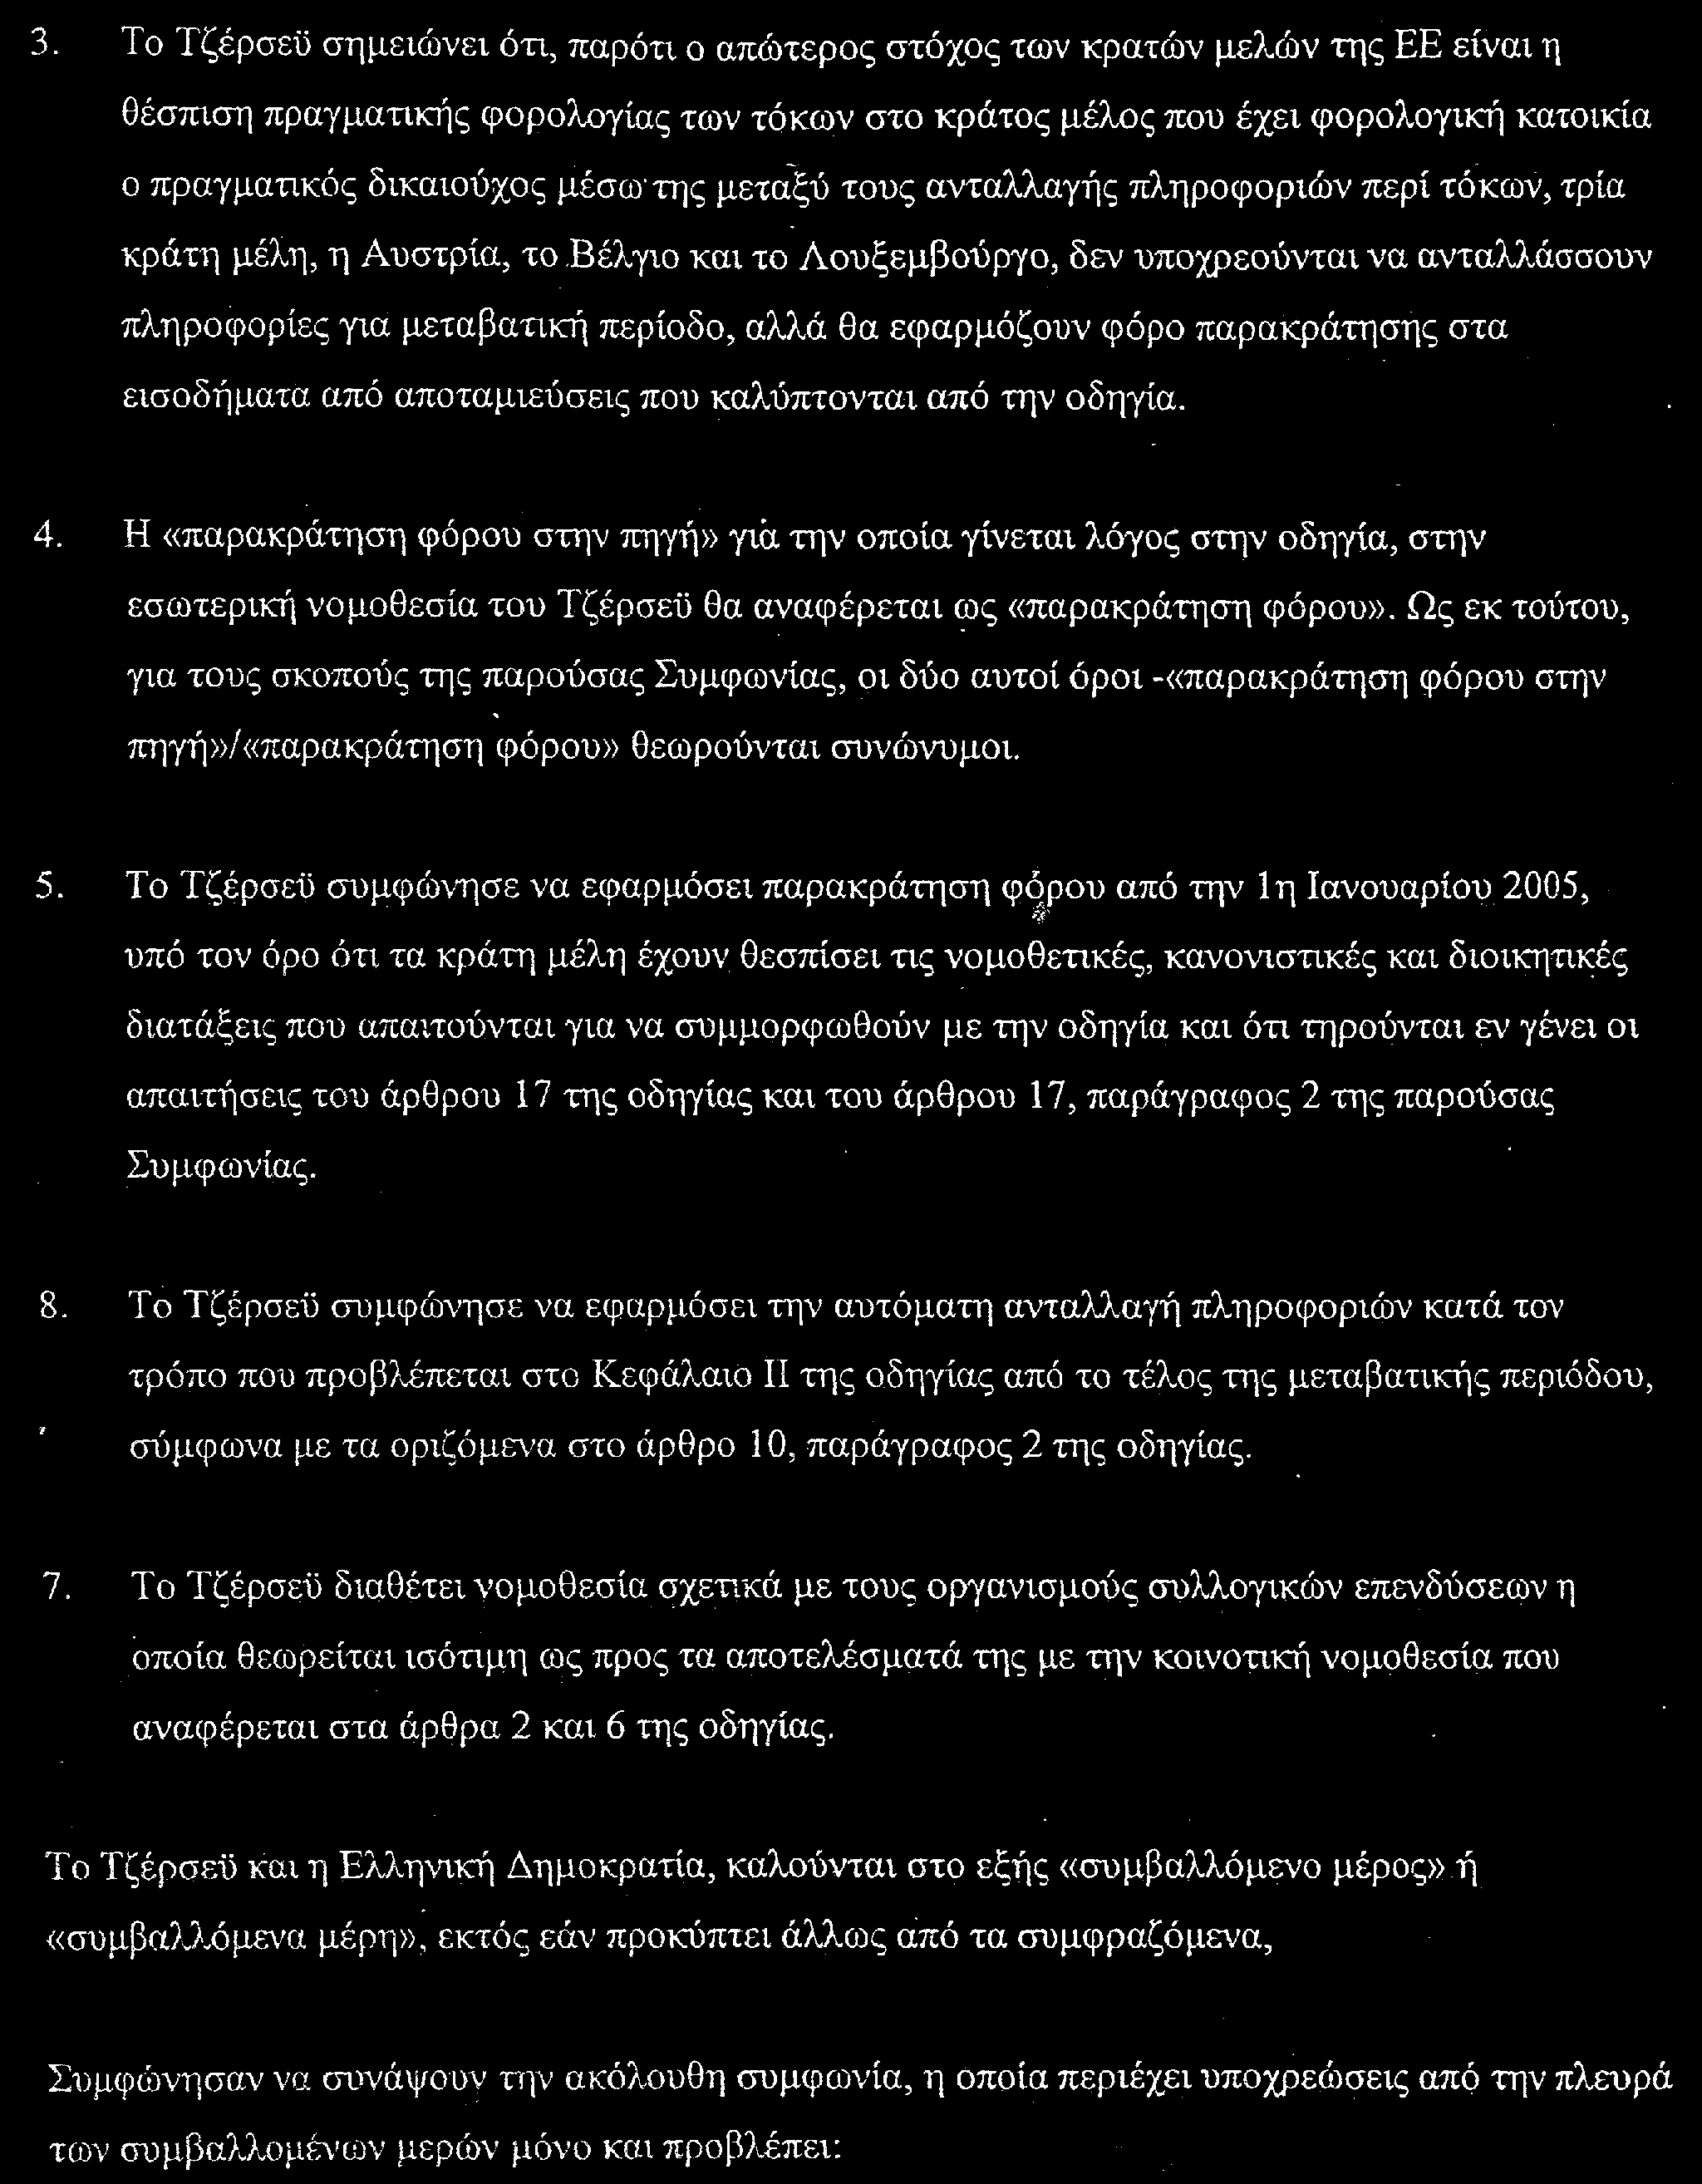 3. Το Τζέρσεϋ σημειώνει ότι, παρότι ο απώτερος στόχος των κρατών μελών της ΕΕ είναι η
θέσπιση πραγματικής φορολογίας των τόκων στο κράτος μέλος που έχει φορολογική κατοικία
ο πραγματικός δικαιούχος μέσω της μεταξύ τους ανταλλαγής πληροφοριών περί τόκων, τρία
κράτη μέλη, η Αυστρία, το Βέλγιο και το Λουξεμβούργο, δεν υποχρεούνται να ανταλλάσσουν
πληροφορίες για μεταβατική περίοδο, αλλά θα εφαρμόζουν φόρο παρακράτησης στα
εισοδήματα από αποταμιεύσεις που καλύπτονται από την οδηγία.
4. Η «παρακράτηση φόρου στην πηγή» για την οποία γίνεται λόγος στην οδηγία, στην
εσωτερική νομοθεσία του Τζέρσεϋ θα αναφέρεται ως «παρακράτηση φόρου». Ως εκ τούτου,
για τους σκοπούς της παρούσας Συμφωνίας, οι δύο αυτοί όροι -«παρακράτηση φόρου στην
πηγή»/«παρακράτηση φόρου» θεωρούνται συνώνυμοι.
5. Το Τζέρσεϋ συμφώνησε να εφαρμόσει παρακράτηση φόρου από την 1η Ιανουαρίου 2005,
υπό τον όρο ότι τα κράτη μέλη έχουν θεσπίσει τις νομοθετικές, κανονιστικές και διοικητικές
διατάξεις που απαιτούνται για να συμμορφωθούν με την οδηγία και ότι τηρούνται εν γένει οι
απαιτήσεις του άρθρου 17 της οδηγίας και του άρθρου 17, παράγραφος 2 της παρούσας
Συμφωνίας.
8. Το Τζέρσεϋ συμφώνησε να εφαρμόσει την αυτόματη ανταλλαγή πληροφοριών κατά τον
τρόπο που προβλέπεται στο Κεφάλαιο ΙΙ της οδηγίας από το τέλος της μεταβατικής περιόδου,
σύμφωνα με τα οριζόμενα στο άρθρο 10, παράγραφος 2 της οδηγίας.
7. Το Τζέρσεϋ διαθέτει νομοθεσία σχετικά με τους οργανισμούς συλλογικών επενδύσεων η
οποία θεωρείται ισότιμη ως προς τα αποτελέσματά της με την κοινοτική νομοθεσία που
αναφέρεται στα άρθρα 2 και 6 της οδηγίας.
Το Τζέρσεϋ και η Ελληνική Δημοκρατία, καλούνται στο εξής «συμβαλλόμενο μέρος» ή
«συμβαλλόμενα μέρη», εκτός εάν προκύπτει άλλως από τα συμφραζόμενα,
Συμφώνησαν να συνάψουν την ακόλουθη συμφωνία, η οποία περιέχει υποχρεώσεις από την πλευρά
των συμβαλλομένων μερών μόνο και προβλέπει: